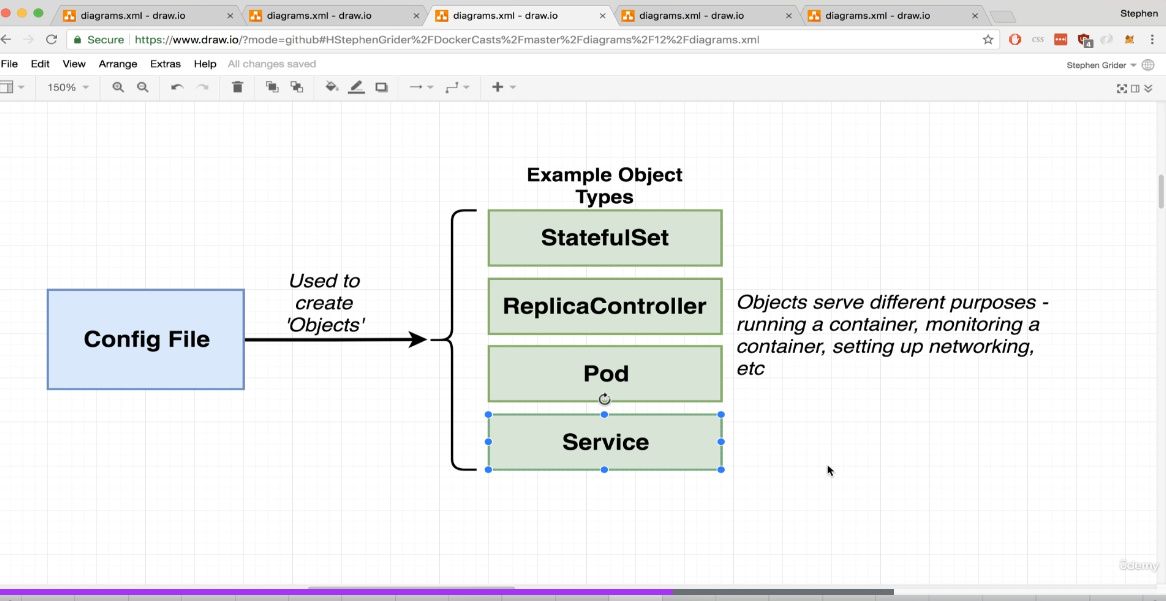 diagrams.xml - draw.io
diagrams.xml - draw.io
diagrams.xml - draw.io
diagrams.xml - draw.io
diagrams.xml - draw.io
Stephen
Secure
https://www.draw.io/?mode=github#HStephenGrider%2FDockerCasts%2Fmaster%2Fdiagrams%2F12%2Fdiagrams.xml
css
4
File Edit View Arrange Extras Help All changes saved
Stephen Grider
150%
Example Object
Types
StatefulSet
ReplicaController
Pod
Service
Config File
Used to
create
'Objects'
Objects serve different purposes -
running a container, monitoring a
container, setting up networking,
etc
ûdemy